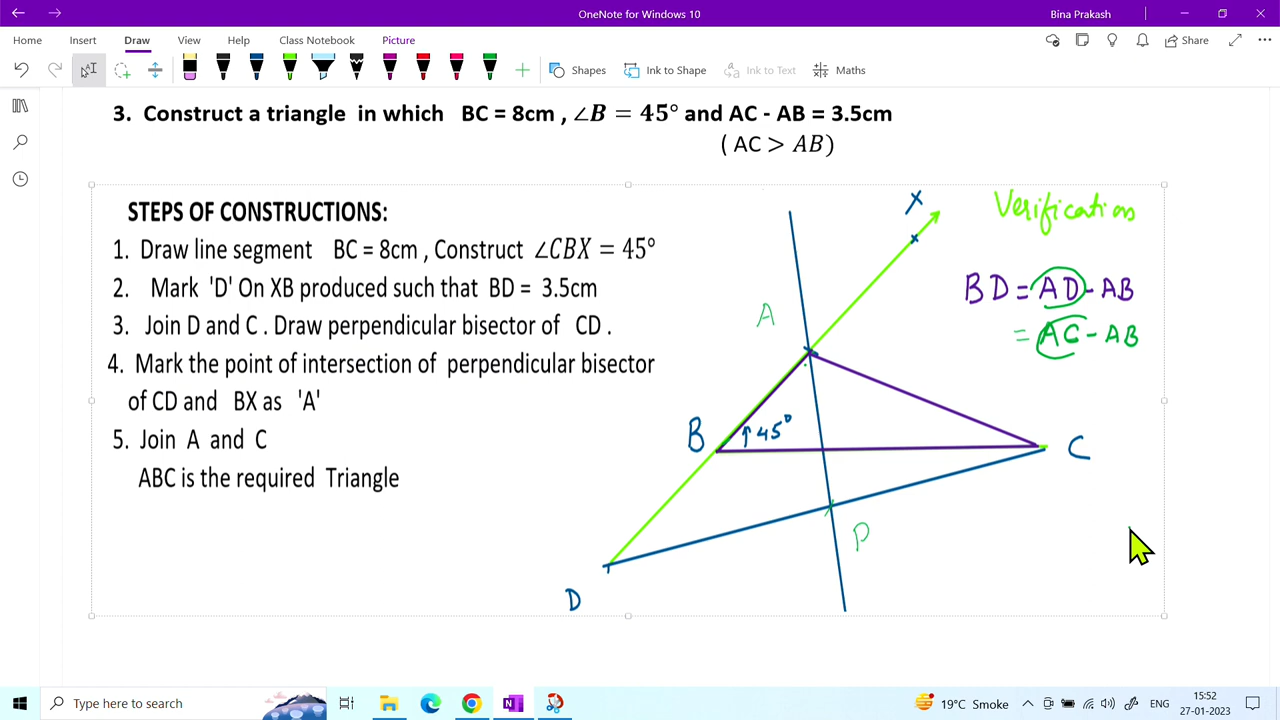 OneNote for Windows 10
Bina Prakash
Home Insert Draw View Help Class Notebook Picture
Share
Shapes Ink to Shape Ink to Text Maths
3. Construct a triangle in which BC = 8cm , ∠B = 45° and AC - AB = 3.5cm
( AC > AB)
STEPS OF CONSTRUCTIONS:
1. Draw line segment BC = 8cm , Construct ∠CBX = 45°
2. Mark 'D' On XB produced such that BD = 3.5cm
3. Join D and C . Draw perpendicular bisector of CD .
4. Mark the point of intersection of perpendicular bisector
of CD and BX as 'A'
5. Join A and C
ABC is the required Triangle
X
Verification
BD = AD - AB
= AC - AB
A
B
45°
C
P
D
Type here to search
19°C Smoke
ENG
15:52
27-01-2023